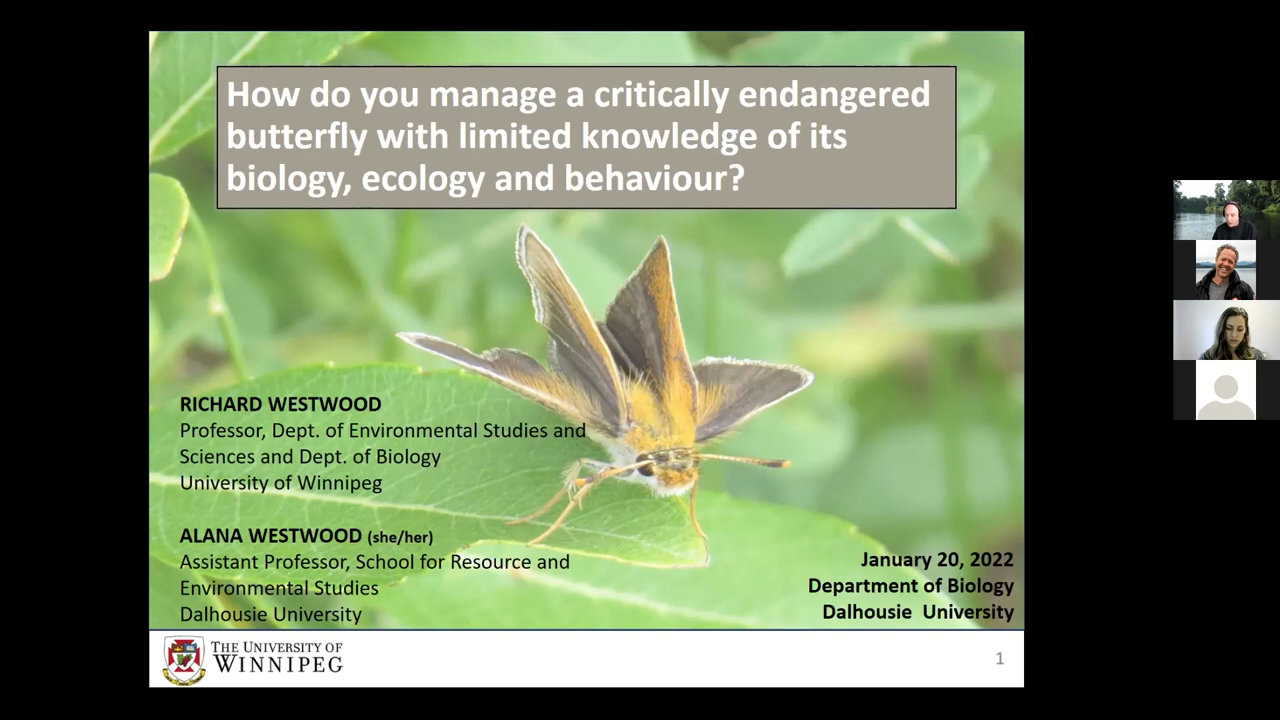 How do you manage a critically endangered
butterfly with limited knowledge of its
biology, ecology and behaviour?
RICHARD WESTWOOD
Professor, Dept. of Environmental Studies and
Sciences and Dept. of Biology
University of Winnipeg
ALANA WESTWOOD (she/her)
Assistant Professor, School for Resource and
Environmental Studies
Dalhousie University
January 20, 2022
Department of Biology
Dalhousie University
THE UNIVERSITY OF
WINNIPEG
1